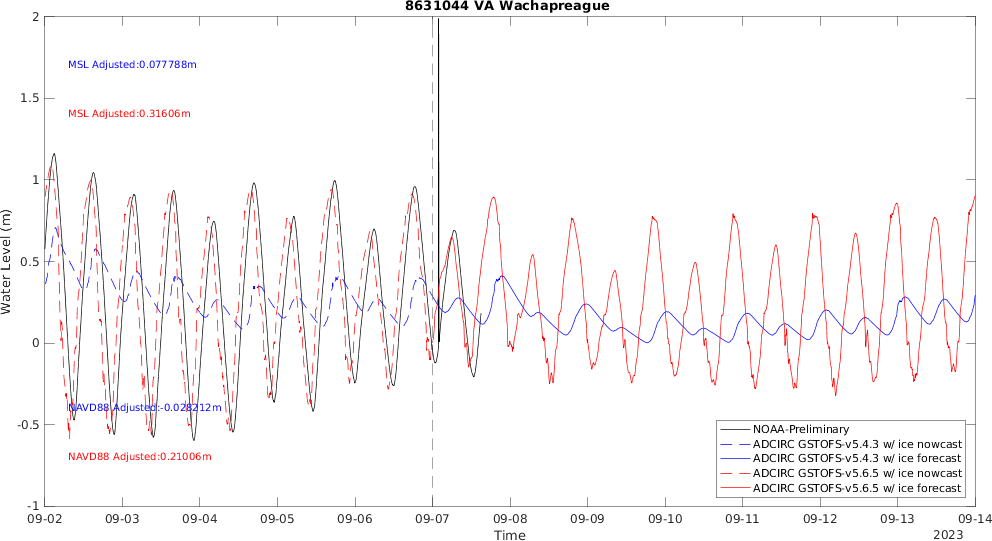 8631044 VA Wachapreague
2
MSL Adjusted:0.077788m
1.5
MSL Adjusted:0.31606m
1
Water Level (m)
0.5
0
NAVD88 Adjusted:-0.028212m
-0.5
NAVD88 Adjusted:0.21006m
-1
NOAA-Preliminary
ADCIRC GSTOFS-v5.4.3 w/ ice nowcast
ADCIRC GSTOFS-v5.4.3 w/ ice forecast
ADCIRC GSTOFS-v5.6.5 w/ ice nowcast
ADCIRC GSTOFS-v5.6.5 w/ ice forecast
09-02 09-03 09-04 09-05 09-06 09-07 09-08 09-09 09-10 09-11 09-12 09-13 09-14
Time
2023